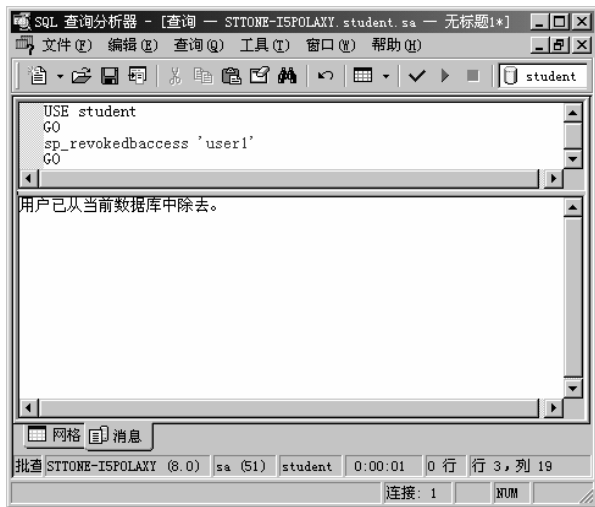 SQL 查询分析器 - [查询 — STTONE-I5POLAXY.student.sa — 无标题1*]
文件(F) 编辑(E) 查询(Q) 工具(T) 窗口(W) 帮助(H)
student
USE student
GO
sp_revokedbaccess 'user1'
GO
用户已从当前数据库中除去。
网格 消息
批查 STTONE-I5POLAXY (8.0) sa (51) student 0:00:01 0 行 行 3，列 19
连接: 1 NUM